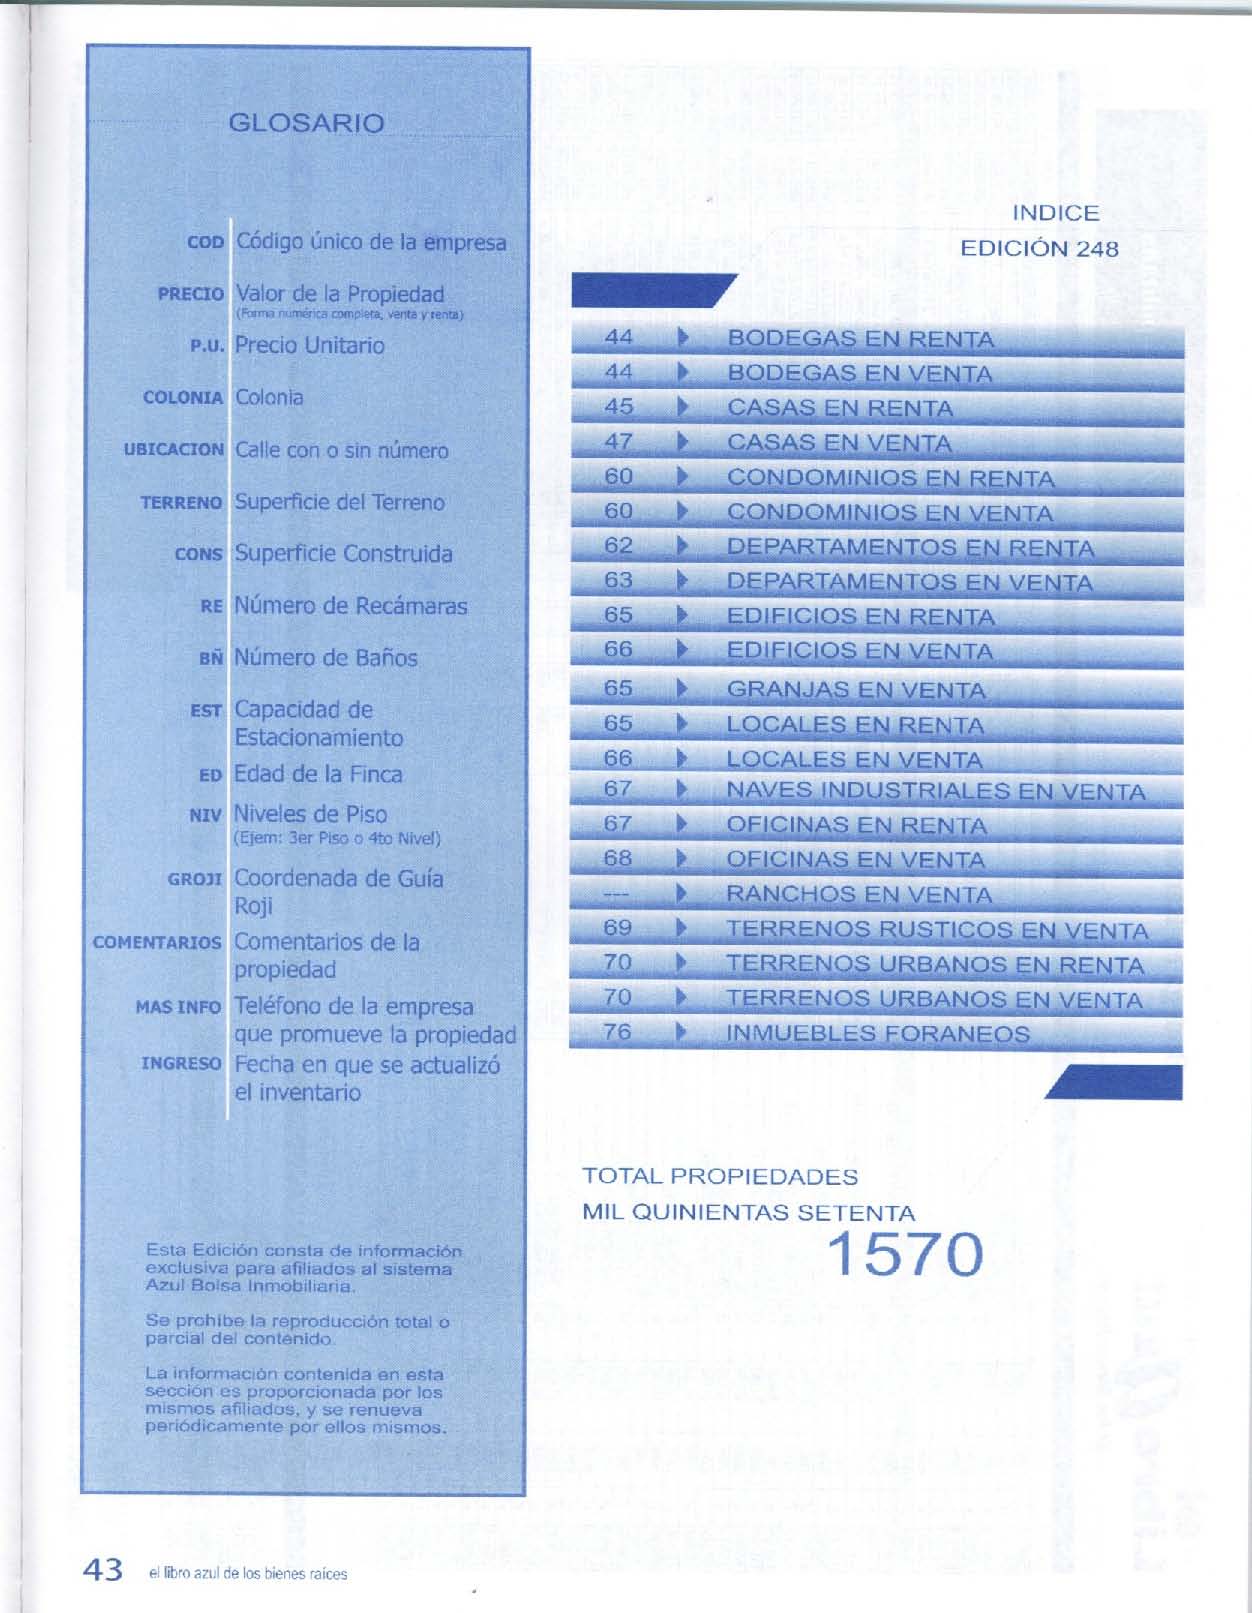 GLOSARIO
COD Código único de la empresa
PRECIO Valor de la Propiedad
(Forma numérica completa, venta y renta)
P.U. Precio Unitario
COLONIA Colonia
UBICACION Calle con o sin número
TERRENO Superficie del Terreno
CONS Superficie Construida
RE Número de Recámaras
BÑ Número de Baños
EST Capacidad de
Estacionamiento
ED Edad de la Finca
NIV Niveles de Piso
(Ejem: 3er Piso o 4to Nivel)
GROJI Coordenada de Guía
Roji
COMENTARIOS Comentarios de la
propiedad
MAS INFO Teléfono de la empresa
que promueve la propiedad
INGRESO Fecha en que se actualizó
el inventario
Esta Edición consta de información
exclusiva para afiliados al sistema
Azul Bolsa Inmobiliaria.
Se prohibe la reproducción total o
parcial del contenido.
La información contenida en esta
sección es proporcionada por los
mismos afiliados, y se renueva
periódicamente por ellos mismos.
INDICE
EDICIÓN 248
44 BODEGAS EN RENTA
44 BODEGAS EN VENTA
45 CASAS EN RENTA
47 CASAS EN VENTA
60 CONDOMINIOS EN RENTA
60 CONDOMINIOS EN VENTA
62 DEPARTAMENTOS EN RENTA
63 DEPARTAMENTOS EN VENTA
65 EDIFICIOS EN RENTA
66 EDIFICIOS EN VENTA
65 GRANJAS EN VENTA
65 LOCALES EN RENTA
66 LOCALES EN VENTA
67 NAVES INDUSTRIALES EN VENTA
67 OFICINAS EN RENTA
68 OFICINAS EN VENTA
--- RANCHOS EN VENTA
69 TERRENOS RUSTICOS EN VENTA
70 TERRENOS URBANOS EN RENTA
70 TERRENOS URBANOS EN VENTA
76 INMUEBLES FORANEOS
TOTAL PROPIEDADES
MIL QUINIENTAS SETENTA
1570
43 el libro azul de los bienes raíces